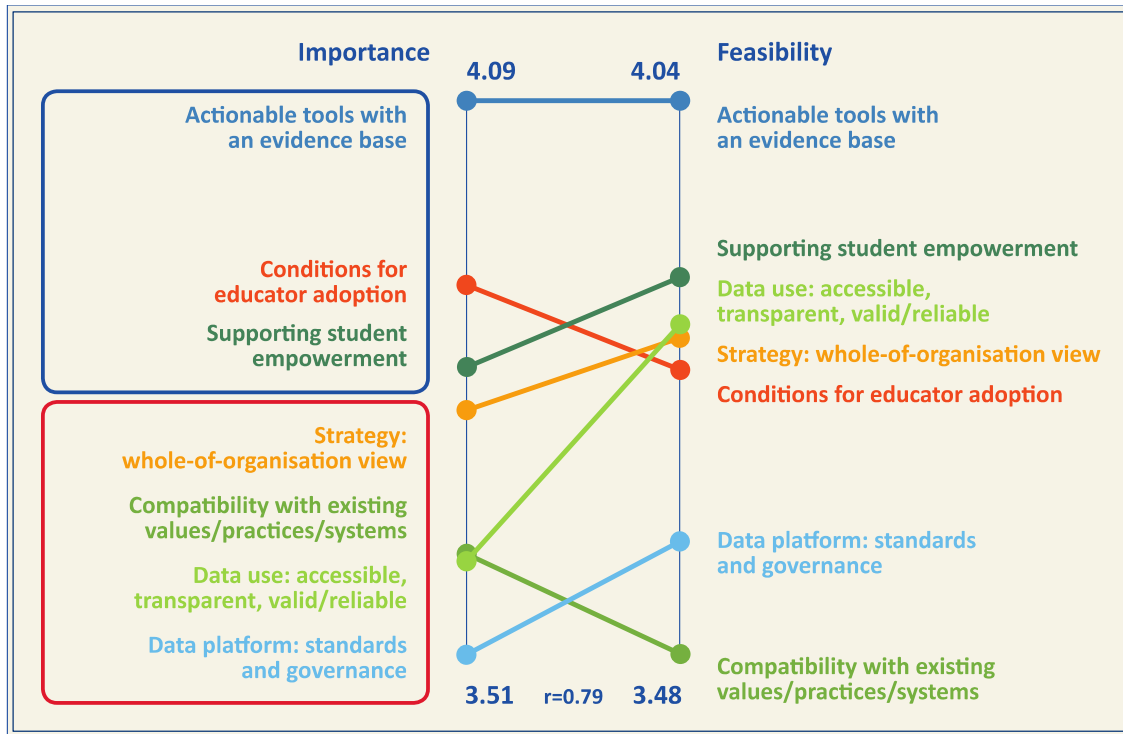 Importance
Feasibility
4.09
4.04
Actionable tools with
an evidence base
Conditions for
educator adoption
Supporting student
empowerment
Strategy:
whole-of-organisation view
Compatibility with existing
values/practices/systems
Data use: accessible,
transparent, valid/reliable
Data platform: standards
and governance
Actionable tools with
an evidence base
Supporting student empowerment
Data use: accessible,
transparent, valid/reliable
Strategy: whole-of-organisation view
Conditions for educator adoption
Data platform: standards
and governance
Compatibility with existing
values/practices/systems
3.51
r=0.79
3.48